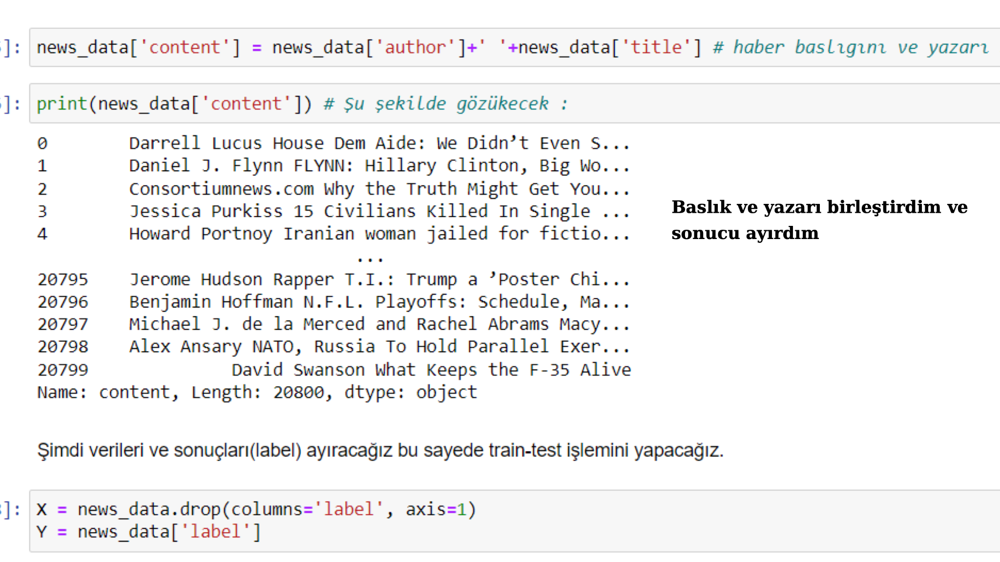 ]: news_data['content'] = news_data['author']+' '+news_data['title'] # haber baslıgını ve yazarı
]: print(news_data['content']) # Şu şekilde gözükecek :
0        Darrell Lucus House Dem Aide: We Didn’t Even S...
1        Daniel J. Flynn FLYNN: Hillary Clinton, Big Wo...
2        Consortiumnews.com Why the Truth Might Get You...
3        Jessica Purkiss 15 Civilians Killed In Single ...
4        Howard Portnoy Iranian woman jailed for fictio...
...
20795    Jerome Hudson Rapper T.I.: Trump a ’Poster Chi...
20796    Benjamin Hoffman N.F.L. Playoffs: Schedule, Ma...
20797    Michael J. de la Merced and Rachel Abrams Macy...
20798    Alex Ansary NATO, Russia To Hold Parallel Exer...
20799              David Swanson What Keeps the F-35 Alive
Name: content, Length: 20800, dtype: object
Baslık ve yazarı birleştirdim ve
sonucu ayırdım
Şimdi verileri ve sonuçları(label) ayıracağız bu sayede train-test işlemini yapacağız.
]: X = news_data.drop(columns='label', axis=1)
Y = news_data['label']